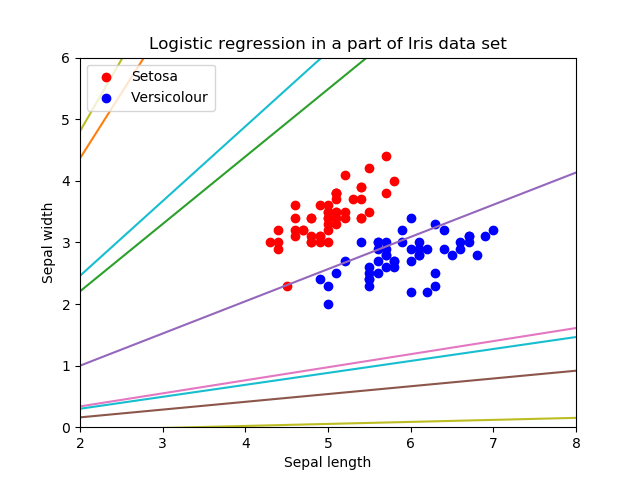 Logistic regression in a part of Iris data set
Setosa
Versicolour
Sepal width
6
5
4
3
2
1
0
2 3 4 5 6 7 8
Sepal length